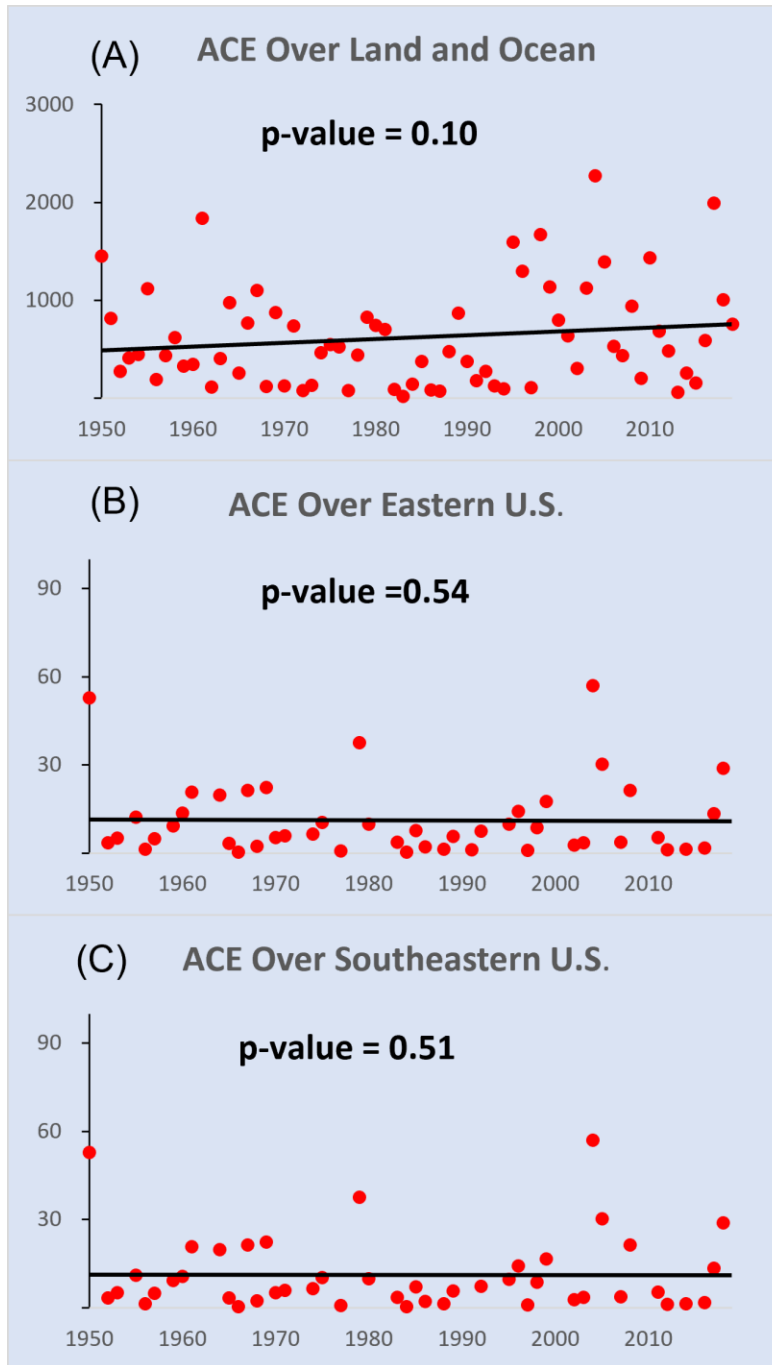 (A) ACE Over Land and Ocean
p-value = 0.10
3000
2000
1000
1950 1960 1970 1980 1990 2000 2010
(B) ACE Over Eastern U.S.
p-value =0.54
90
60
30
1950 1960 1970 1980 1990 2000 2010
(C) ACE Over Southeastern U.S.
p-value = 0.51
90
60
30
1950 1960 1970 1980 1990 2000 2010